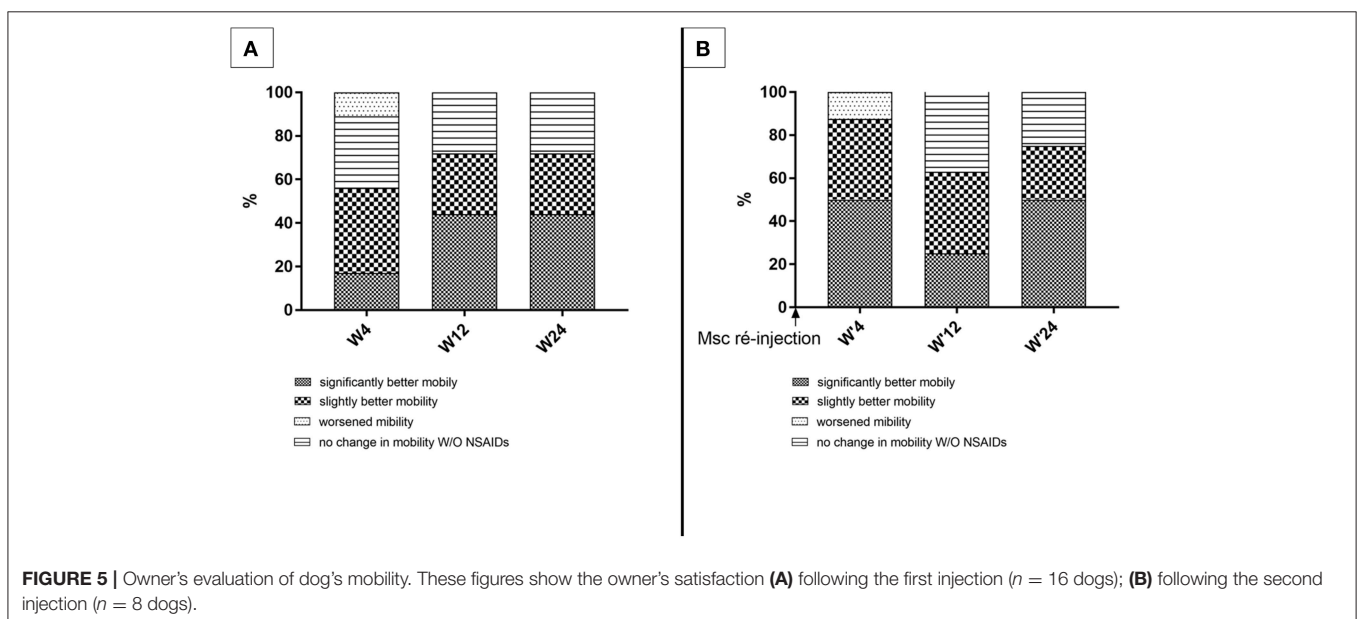 A
100
80
60
40
20
0
%
W4
W12
W24
significantly better mobily
slightly better mobility
worsened mibility
no change in mobility W/O NSAIDs
B
100
80
60
40
20
0
%
Msc ré-injection
W'4
W'12
W'24
significantly better mobily
slightly better mobility
worsened mibility
no change in mobility W/O NSAIDs
FIGURE 5 | Owner's evaluation of dog's mobility. These figures show the owner's satisfaction (A) following the first injection (n = 16 dogs); (B) following the second
injection (n = 8 dogs).